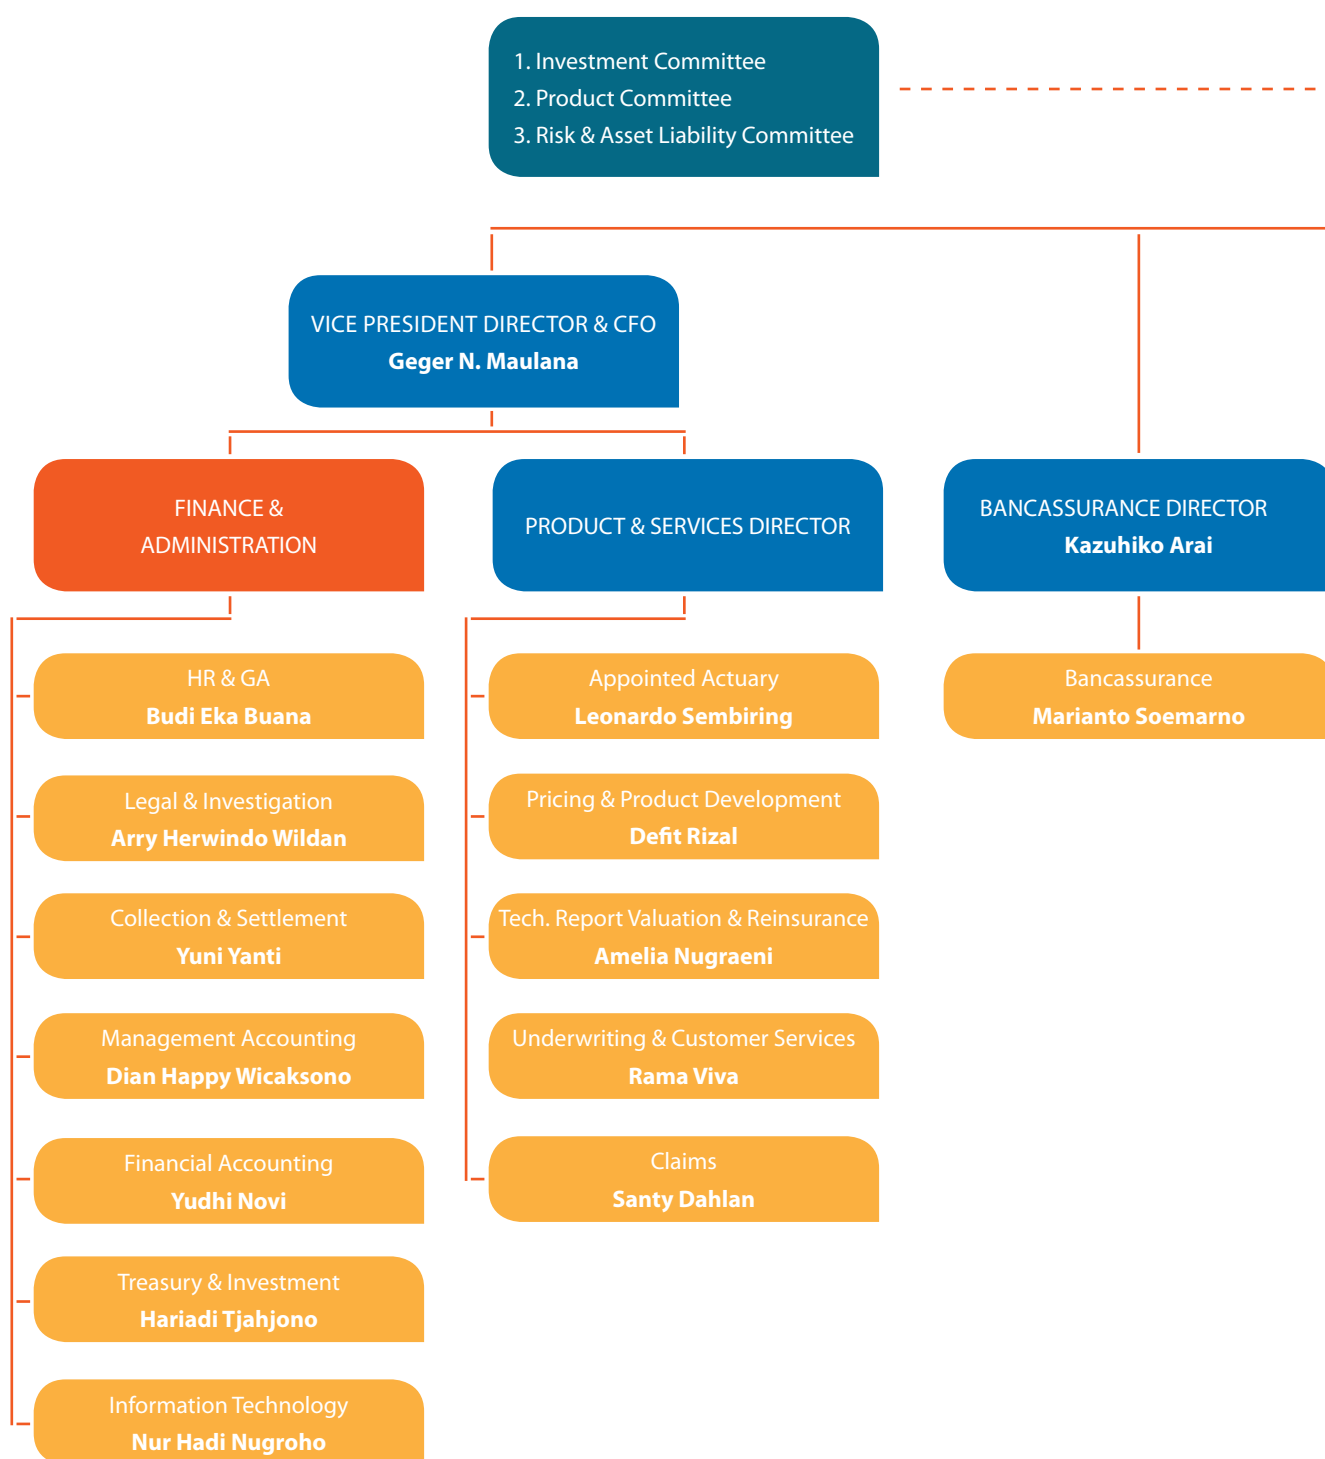 1. Investment Committee
2. Product Committee
3. Risk & Asset Liability Committee
VICE PRESIDENT DIRECTOR & CFO
Geger N. Maulana
FINANCE &
ADMINISTRATION
PRODUCT & SERVICES DIRECTOR
BANCASSURANCE DIRECTOR
Kazuhiko Arai
HR & GA
Budi Eka Buana
Legal & Investigation
Arry Herwindo Wildan
Collection & Settlement
Yuni Yanti
Management Accounting
Dian Happy Wicaksono
Financial Accounting
Yudhi Novi
Treasury & Investment
Hariadi Tjahjono
Information Technology
Nur Hadi Nugroho
Appointed Actuary
Leonardo Sembiring
Pricing & Product Development
Defit Rizal
Tech. Report Valuation & Reinsurance
Amelia Nugraeni
Underwriting & Customer Services
Rama Viva
Claims
Santy Dahlan
Bancassurance
Marianto Soemarno